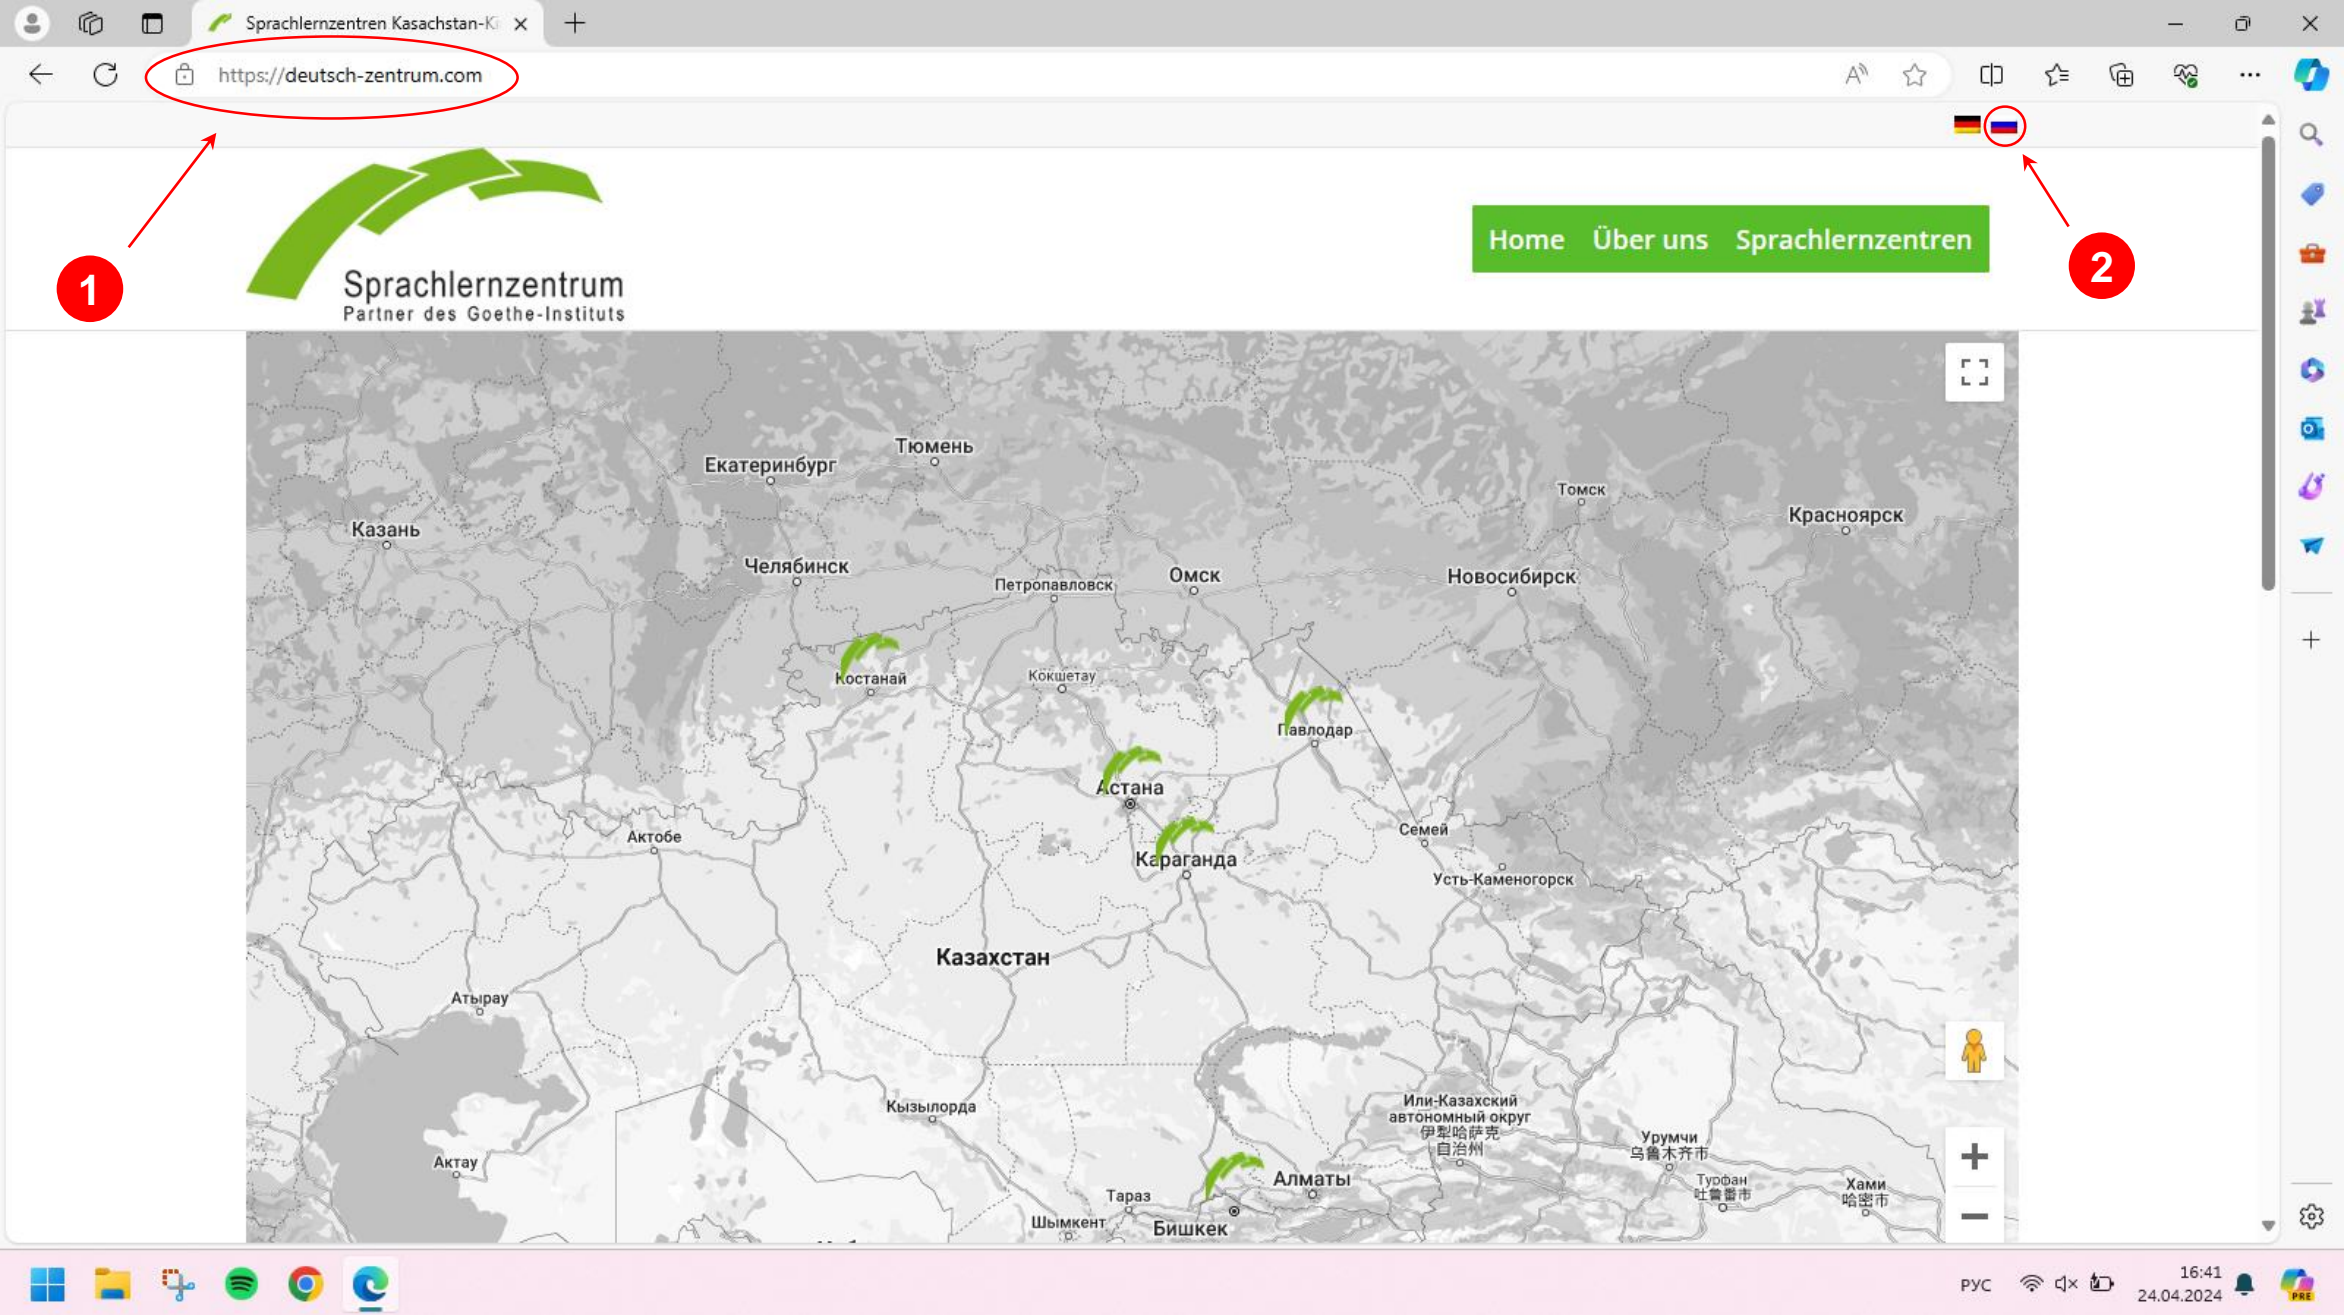 Sprachlernzentren Kasachstan-Ki
https://deutsch-zentrum.com
1
2
Sprachlernzentrum
Partner des Goethe-Instituts
Home Über uns Sprachlernzentren
Тюмень
Екатеринбург
Томск
Красноярск
Казань
Челябинск
Петропавловск
Омск
Новосибирск
Костанай
Кокшетау
Павлодар
Астана
Актобе
Семей
Караганда
Усть-Каменогорск
Казахстан
Атырау
Кызылорда
Или-Казахский
автономный округ
伊犁哈萨克
自治州
Урумчи
乌鲁木齐市
Актау
Алматы
Турфан
吐鲁番市
Хами
哈密市
Тараз
Шымкент
Бишкек
РУС
16:41
24.04.2024
PRE